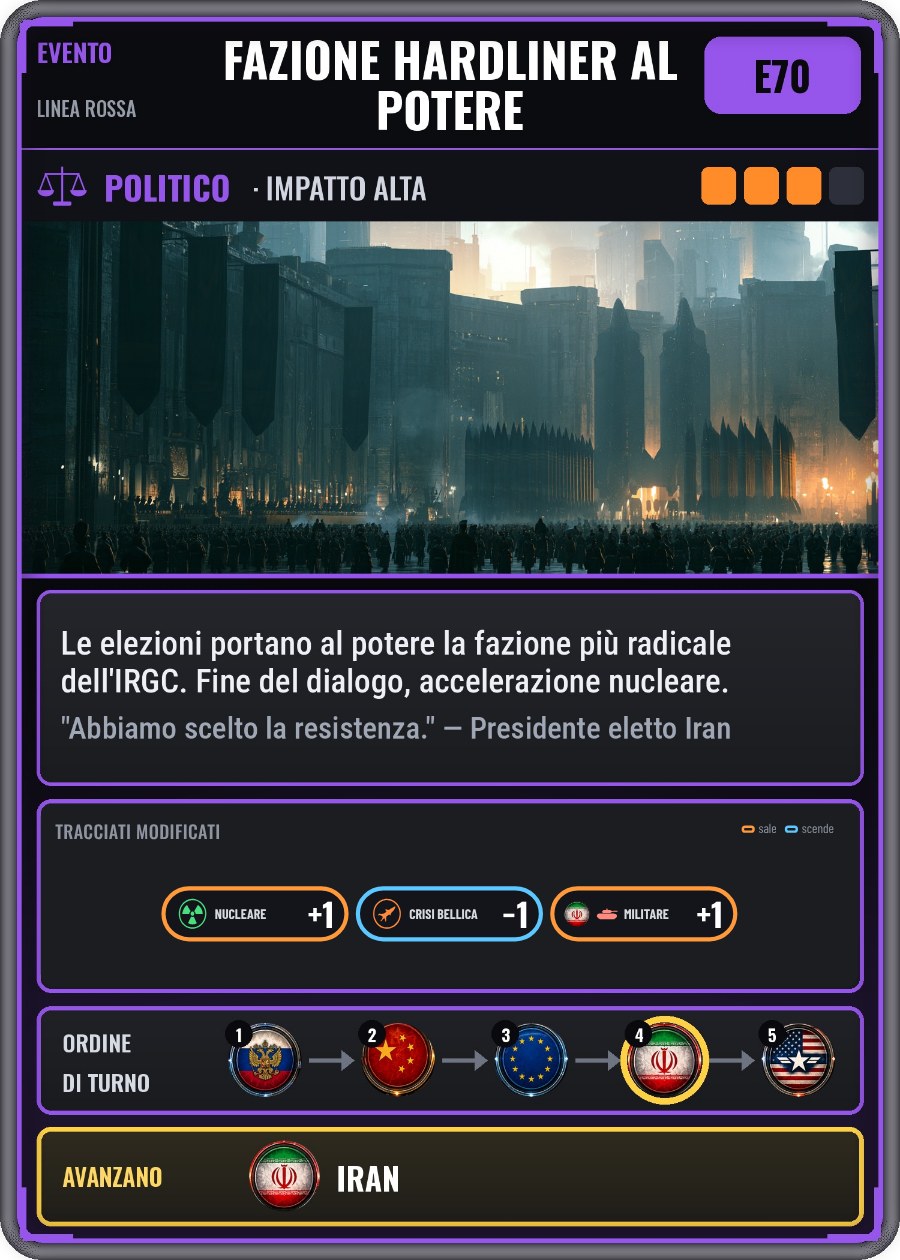 EVENTO
LINEA ROSSA
FAZIONE HARDLINER AL
POTERE
E70
POLITICO · IMPATTO ALTA
Le elezioni portano al potere la fazione più radicale
dell'IRGC. Fine del dialogo, accelerazione nucleare.
"Abbiamo scelto la resistenza." — Presidente eletto Iran
TRACCIATI MODIFICATI
sale scende
NUCLEARE +1
CRISI BELLICA -1
MILITARE +1
ORDINE
DI TURNO
1 2 3 4 5
AVANZANO
IRAN